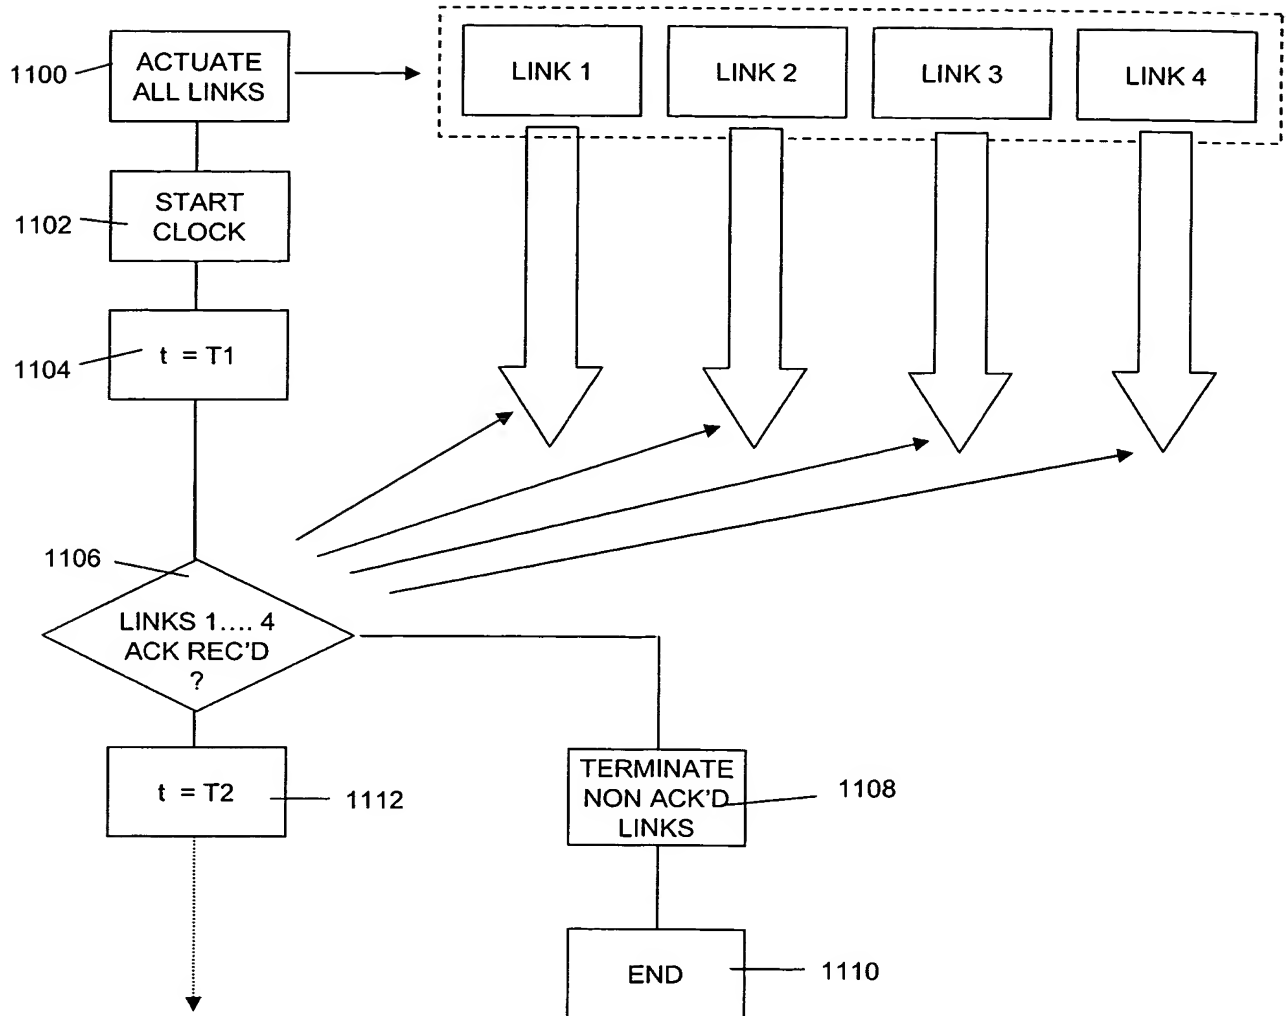 1100
ACTUATE
ALL LINKS
LINK 1
LINK 2
LINK 3
LINK 4
1102
START
CLOCK
1104
t = T1
1106
LINKS 1.... 4
ACK REC'D
?
t = T2
1112
TERMINATE
NON ACK'D
LINKS
1108
END
1110